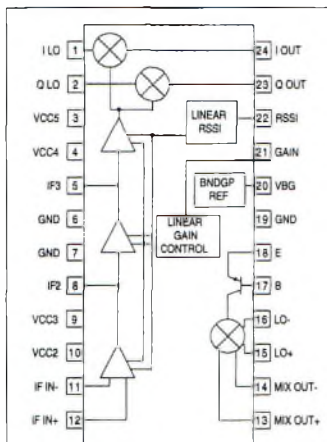 I LO 1
Q LO 2
VCC5 3
VCC4 4
IF3 5
GND 6
GND 7
IF2 8
VCC3 9
VCC2 10
IF IN- 11
IF IN+ 12
LINEAR
RSSI
BNDGP
REF
LINEAR
GAIN
CONTROL
24 I OUT
23 Q OUT
22 RSSI
21 GAIN
20 VBG
19 GND
18 E
17 B
16 LO-
15 LO+
14 MIX OUT-
13 MIX OUT+